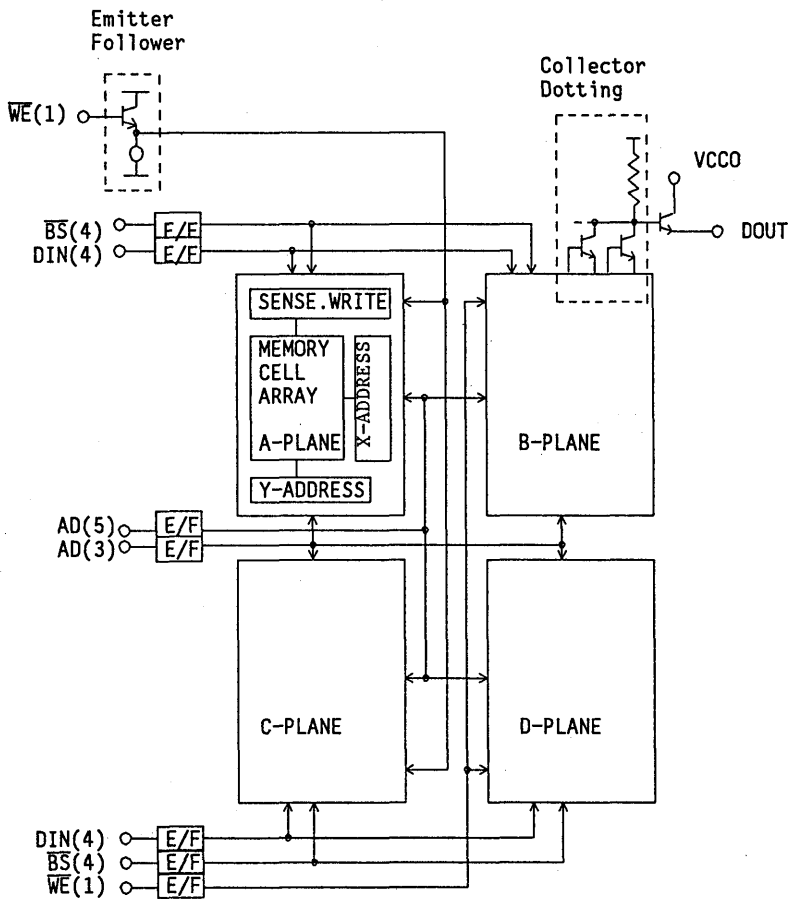 Emitter
Follower
WE(1)
Collector
Dotting
VCCO
DOUT
BS(4) E/E
DIN(4) E/F
SENSE.WRITE
MEMORY
CELL
ARRAY
A-PLANE
X-ADDRESS
Y-ADDRESS
B-PLANE
AD(5) E/F
AD(3) E/F
C-PLANE
D-PLANE
DIN(4) E/F
BS(4) E/F
WE(1) E/F